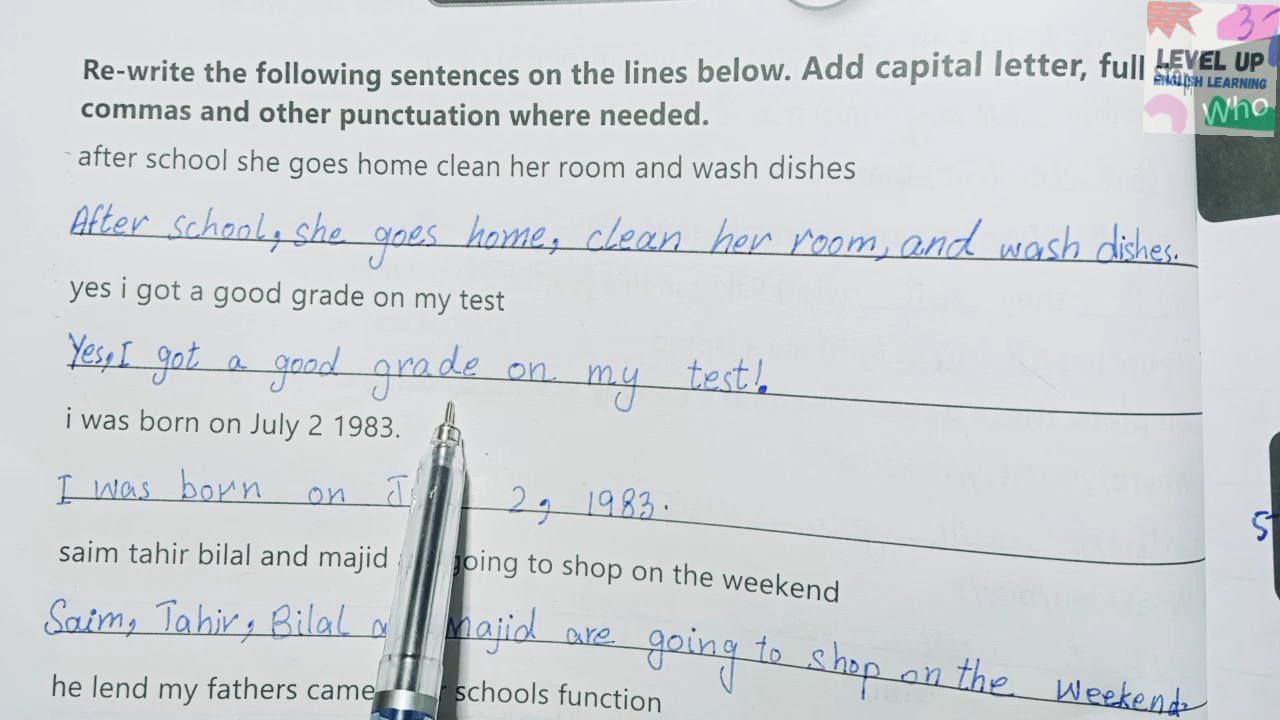 Re-write the following sentences on the lines below. Add capital letter, full
commas and other punctuation where needed.
after school she goes home clean her room and wash dishes
After school, she goes home, clean her room, and wash dishes.
yes i got a good grade on my test
Yes, I got a good grade on my test!.
i was born on July 2 1983.
I was born on 2, 1983.
saim tahir bilal and majid going to shop on the weekend
Saim, Tahir, Bilal Majid are going to shop on the weekend.
he lend my fathers came schools function
LEVEL UP
ENGLISH LEARNING
Who
3
5